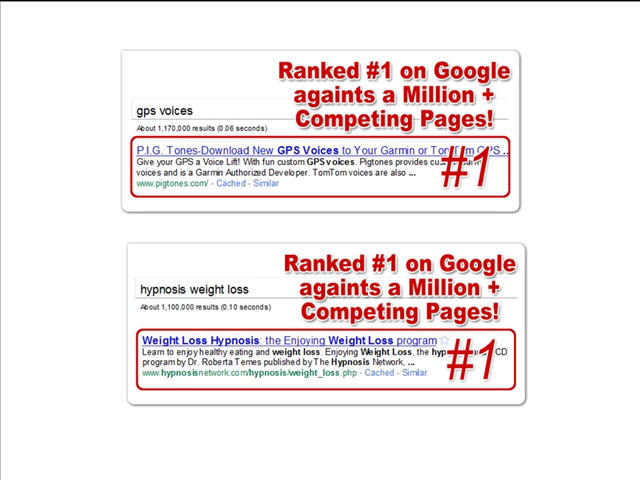 Ranked #1 on Google
againts a Million +
Competing Pages!
gps voices
About 1,170,000 results (0.06 seconds)
P.I.G. Tones-Download New GPS Voices to Your Garmin or TomTom GPS ...
Give your GPS a Voice Lift! With fun custom GPS voices. Pigtones provides
voices and is a Garmin Authorized Developer. TomTom voices are also ...
www.pigtones.com/ - Cached - Similar
#1
Ranked #1 on Google
againts a Million +
Competing Pages!
hypnosis weight loss
About 1,100,000 results (0.10 seconds)
Weight Loss Hypnosis: the Enjoying Weight Loss program
Learn to enjoy healthy eating and weight loss. Enjoying Weight Loss, the CD
program by Dr. Roberta Temes published by The Hypnosis Network, ...
www.hypnosisnetwork.com/hypnosis/weight_loss.php - Cached - Similar
#1